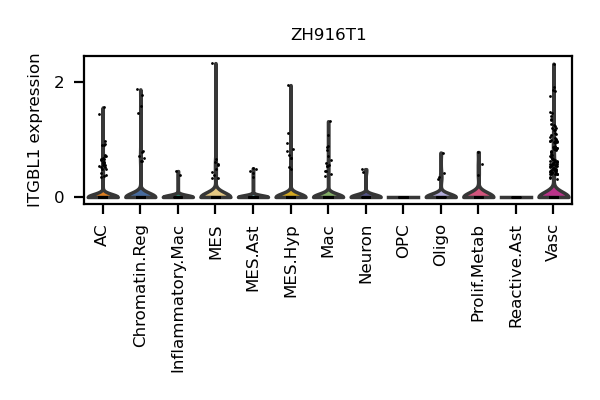 ZH916T1
ITGBL1 expression
2
0
AC
Chromatin.Reg
Inflammatory.Mac
MES
MES.Ast
MES.Hyp
Mac
Neuron
OPC
Oligo
Prolif.Metab
Reactive.Ast
Vasc